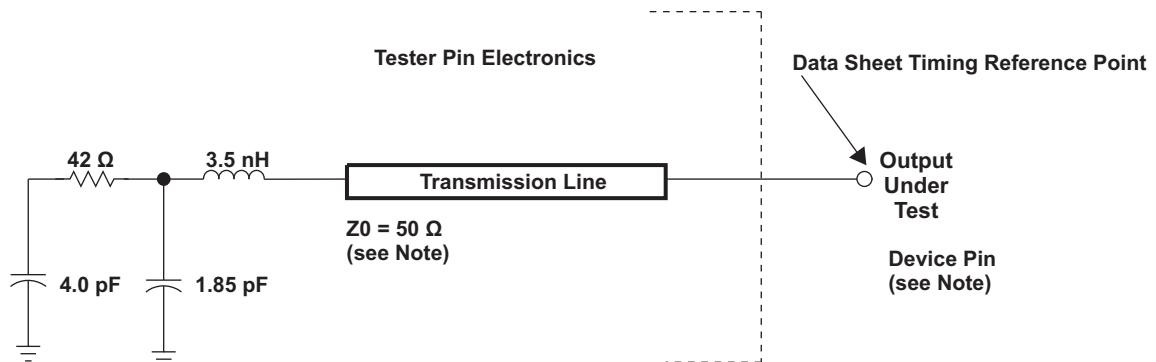 Tester Pin Electronics
Data Sheet Timing Reference Point
42 Ω
3.5 nH
Transmission Line
Output
Under
Test
Z0 = 50 Ω
(see Note)
Device Pin
(see Note)
4.0 pF
1.85 pF